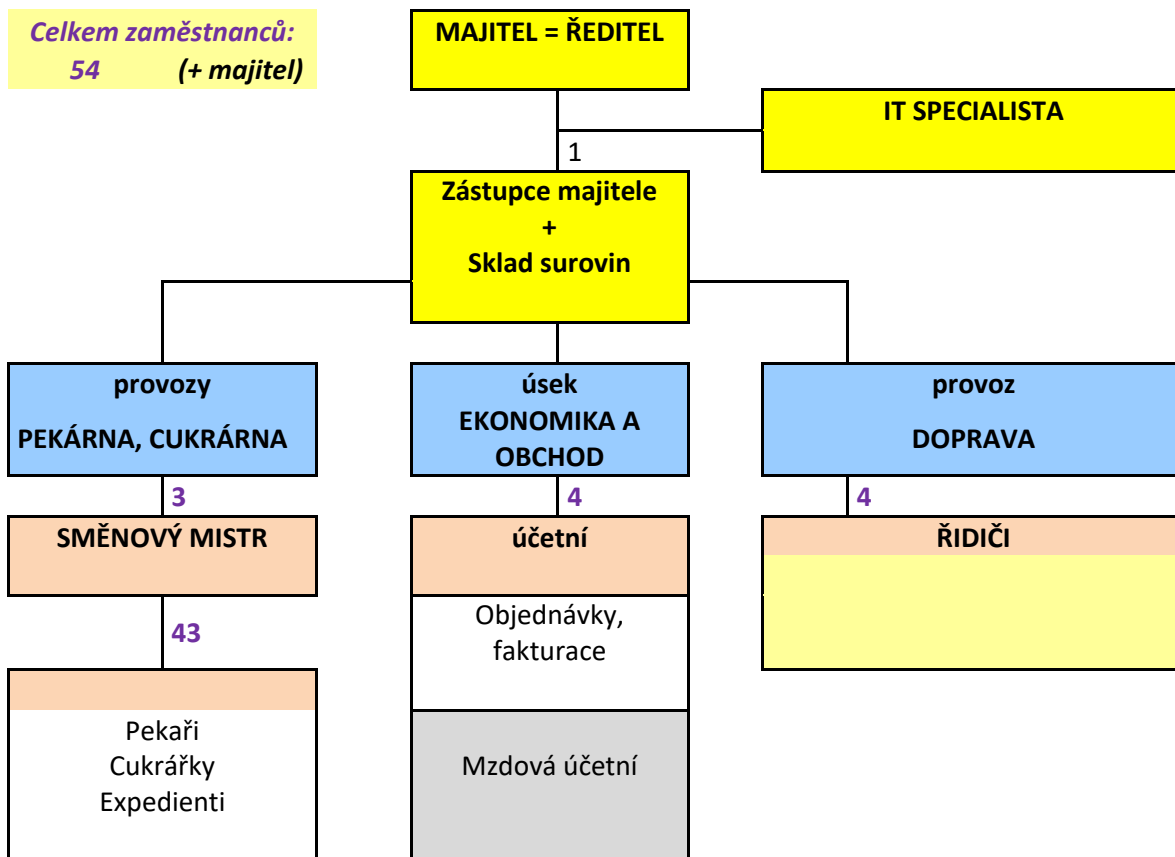 Celkem zaměstnanců:
54 (+ majitel)
MAJITEL = ŘEDITEL
IT SPECIALISTA
1
Zástupce majitele
+
Sklad surovin
provozy
PEKÁRNA, CUKRÁRNA
úsek
EKONOMIKA A
OBCHOD
provoz
DOPRAVA
3
4
4
SMĚNOVÝ MISTR
účetní
ŘIDIČI
43
Objednávky,
fakturace
Pekaři
Cukrářky
Expedienti
Mzdová účetní